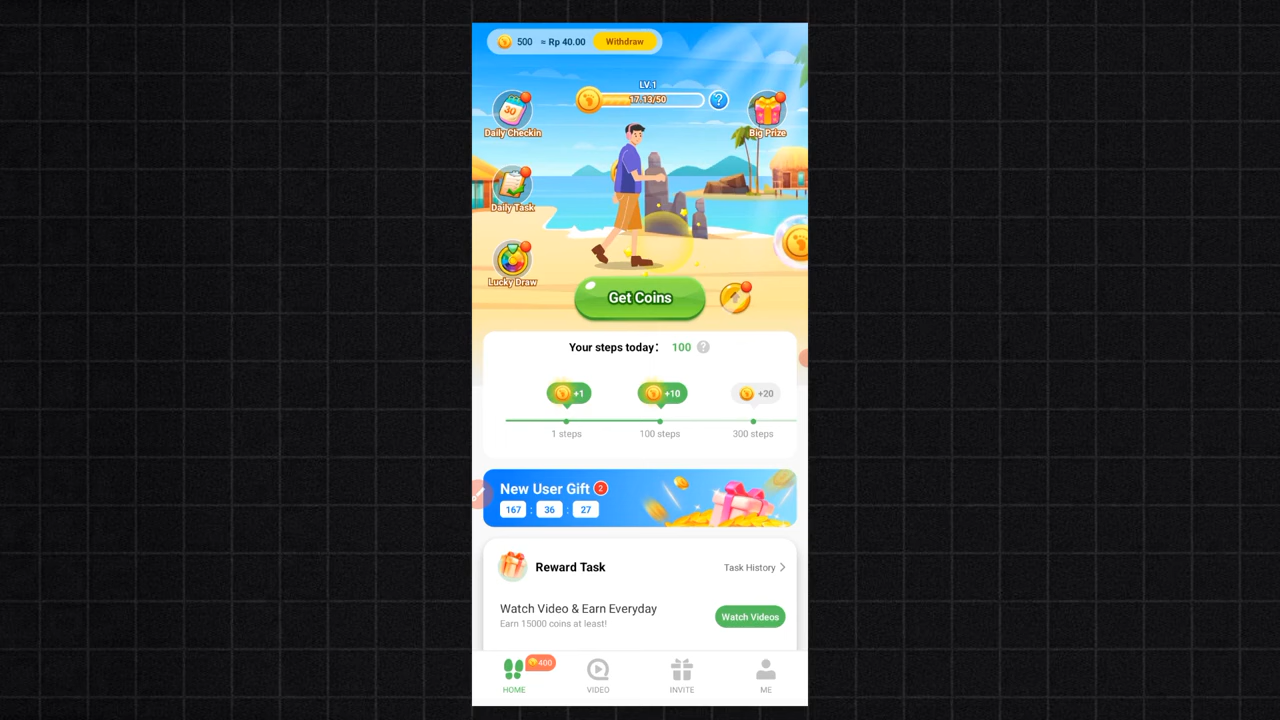 500 ≈ Rp 40.00 Withdraw
LV.1
17.13/50 ?
30
Daily Checkin
Big Prize
Daily Task
Lucky Draw
Get Coins
Your steps today: 100 ?
+1 +10 +20
1 steps 100 steps 300 steps
New User Gift 2
167 : 36 : 27
Reward Task Task History
Watch Video & Earn Everyday
Earn 15000 coins at least!
Watch Videos
400
HOME VIDEO INVITE ME